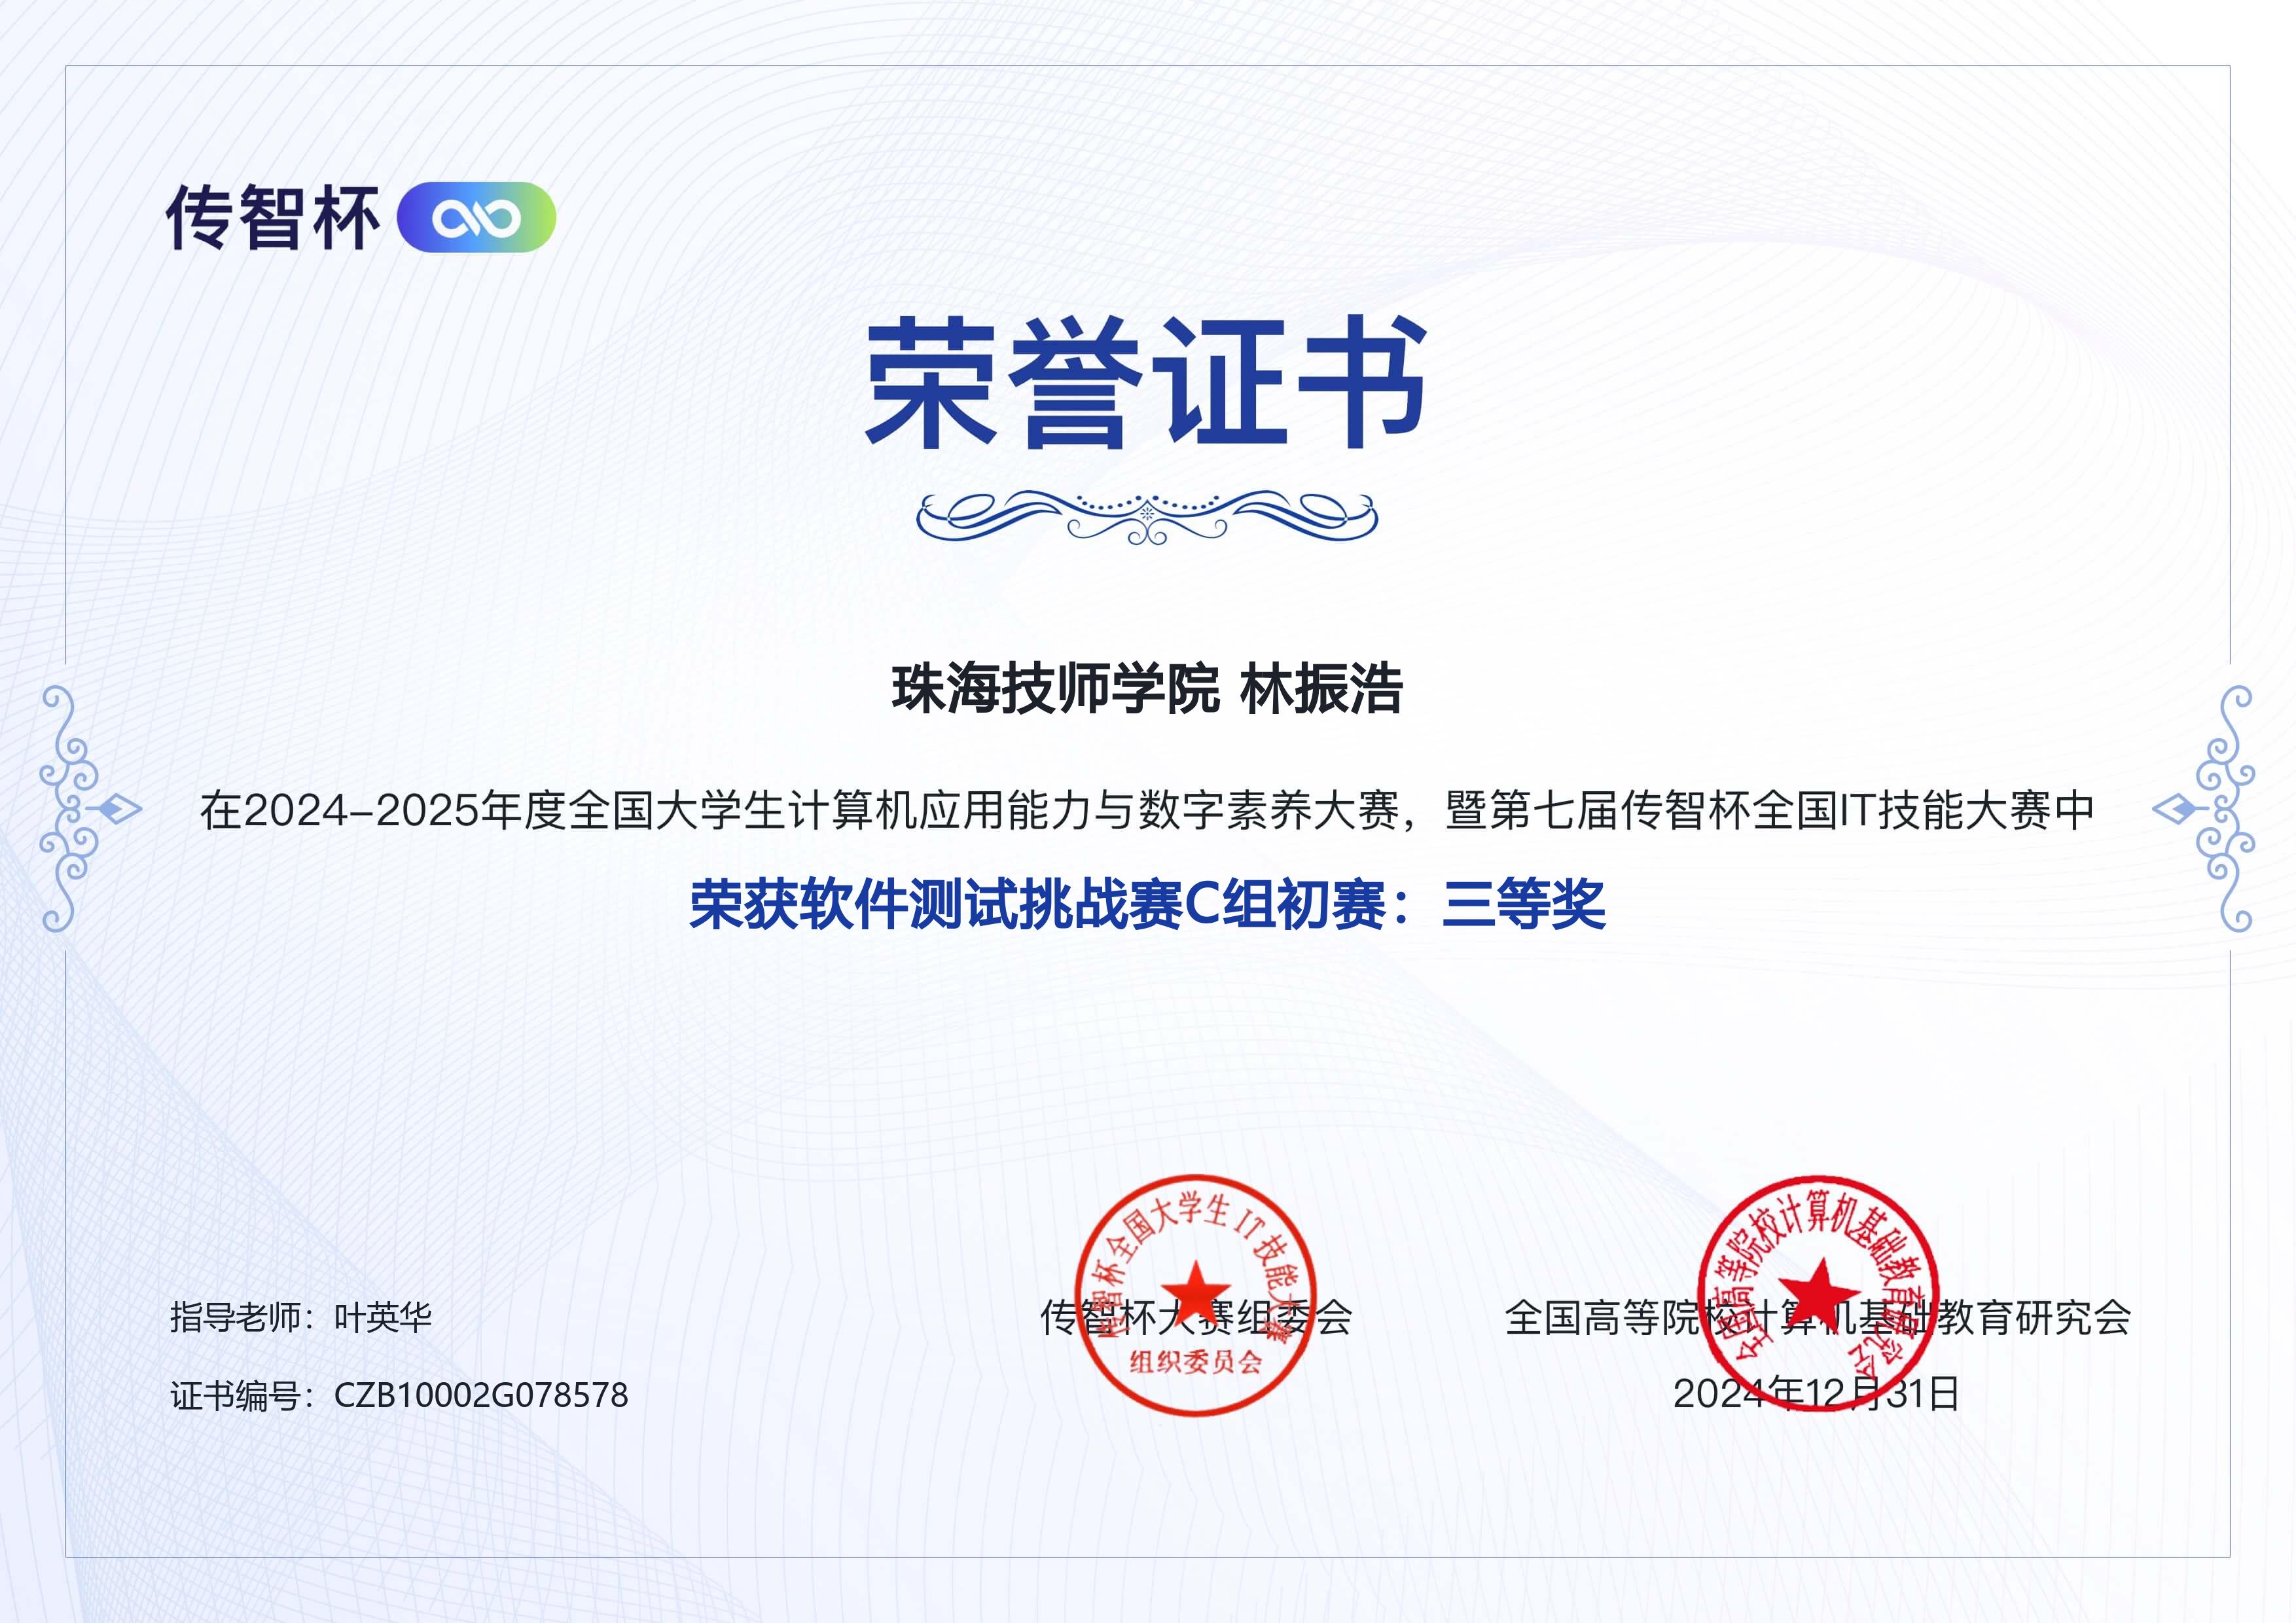 传智杯
荣誉证书
珠海技师学院 林振浩
在2024-2025年度全国大学生计算机应用能力与数字素养大赛，暨第七届传智杯全国IT技能大赛中
荣获软件测试挑战赛C组初赛：三等奖
传智杯全国大学生IT技能大赛
组织委员会
全国高等院校计算机基础教育研究会
指导老师：叶英华
传智杯大赛组委会
全国高等院校计算机基础教育研究会
证书编号：CZB10002G078578
2024年12月31日